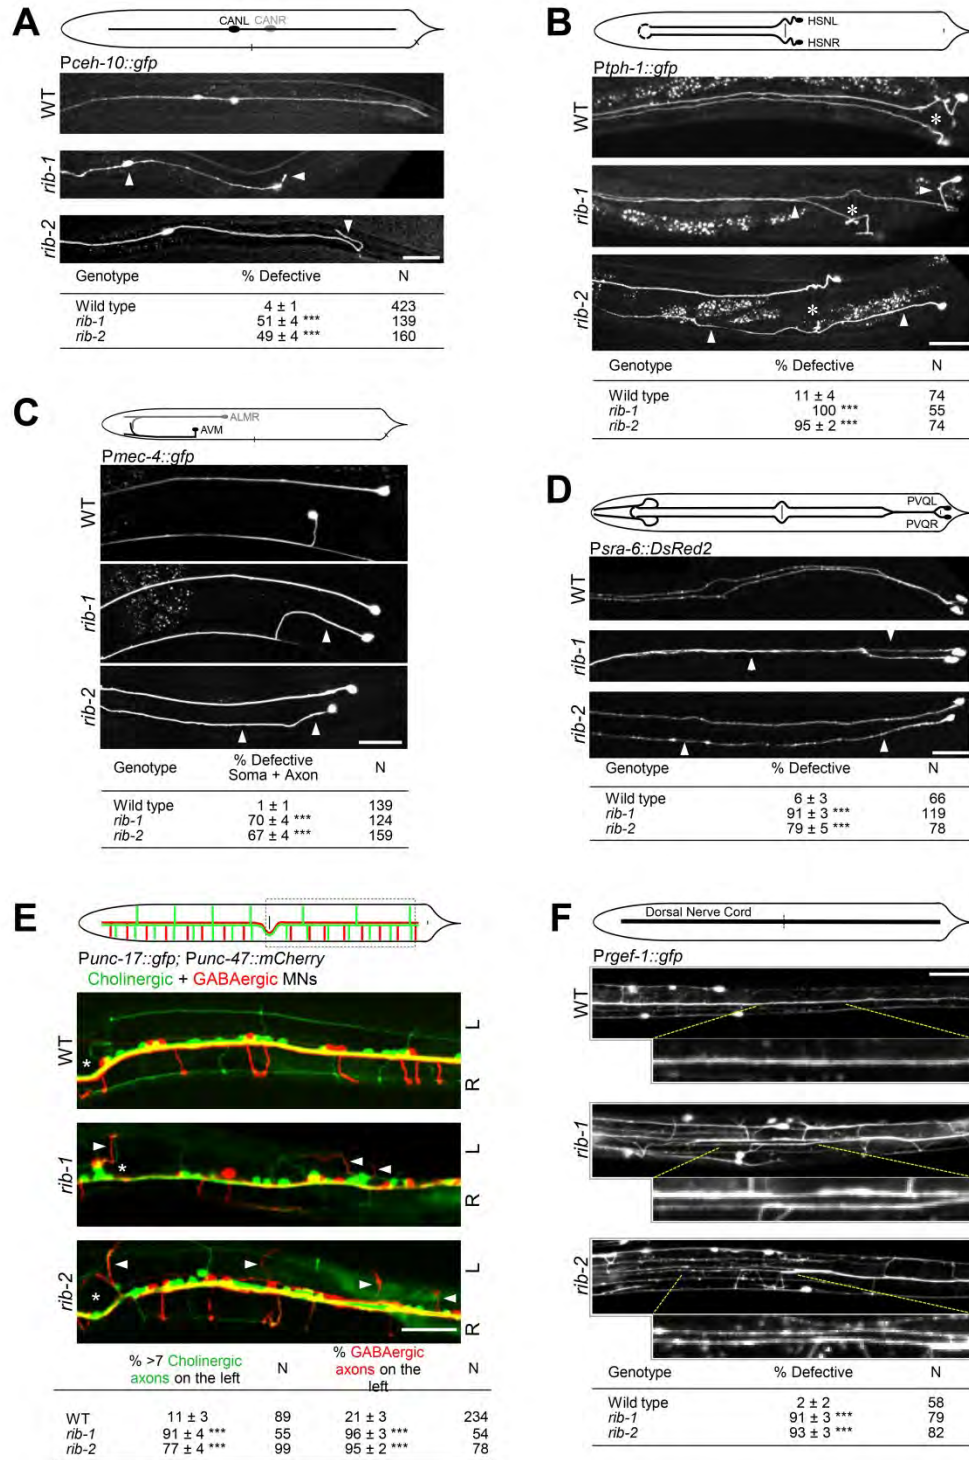 A
CANL
CANR
Pceh-10::gfp
WT
rib-1
rib-2
Genotype % Defective N
Wild type 4 ± 1 423
rib-1 51 ± 4 *** 139
rib-2 49 ± 4 *** 160
B
HSNL
HSNR
Ptph-1::gfp
WT
*
rib-1
*
rib-2
*
Genotype % Defective N
Wild type 11 ± 4 74
rib-1 100 *** 55
rib-2 95 ± 2 *** 74
C
ALMR
AVM
Pmec-4::gfp
WT
rib-1
rib-2
Genotype % Defective N
Soma + Axon
Wild type 1 ± 1 139
rib-1 70 ± 4 *** 124
rib-2 67 ± 4 *** 159
D
PVQL
PVQR
Psra-6::DsRed2
WT
rib-1
rib-2
Genotype % Defective N
Wild type 6 ± 3 66
rib-1 91 ± 3 *** 119
rib-2 79 ± 5 *** 78
E
Punc-17::gfp; Punc-47::mCherry
Cholinergic + GABAergic MNs
WT
L
*
R
rib-1
L
*
R
rib-2
L
*
R
% >7 Cholinergic N % GABAergic N
axons on the left axons on the
left
WT 11 ± 3 89 21 ± 3 234
rib-1 91 ± 4 *** 55 96 ± 3 *** 54
rib-2 77 ± 4 *** 99 95 ± 2 *** 78
F
Dorsal Nerve Cord
Prgef-1::gfp
WT
rib-1
rib-2
Genotype % Defective N
Wild type 2 ± 2 58
rib-1 91 ± 3 *** 79
rib-2 93 ± 3 *** 82